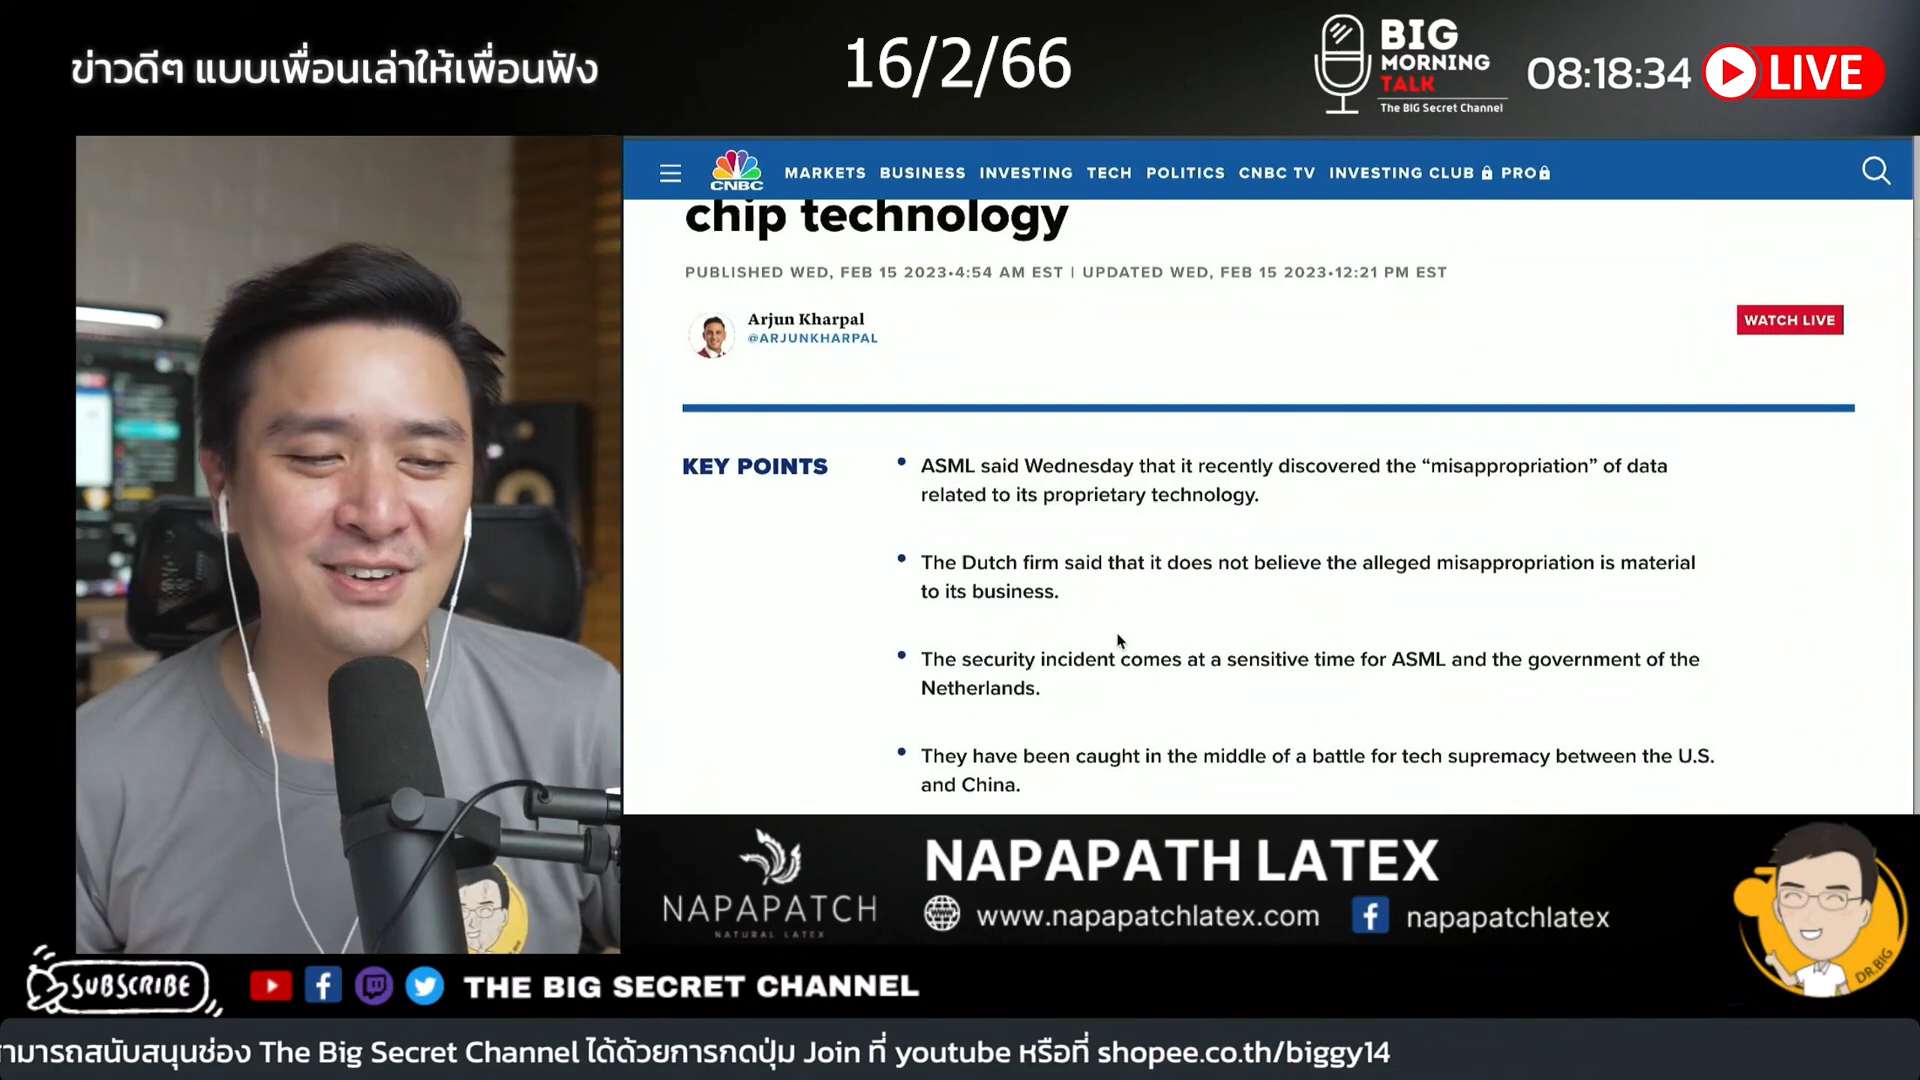 ข่าวดีๆ แบบเพื่อนเล่าให้เพื่อนฟัง
16/2/66
BIG
MORNING
TALK
The BIG Secret Channel
08:18:34
LIVE
CNBC
MARKETS BUSINESS INVESTING TECH POLITICS CNBC TV INVESTING CLUB PRO
chip technology
PUBLISHED WED, FEB 15 2023•4:54 AM EST | UPDATED WED, FEB 15 2023•12:21 PM EST
Arjun Kharpal
@ARJUNKHARPAL
WATCH LIVE
KEY POINTS
• ASML said Wednesday that it recently discovered the “misappropriation” of data
related to its proprietary technology.
• The Dutch firm said that it does not believe the alleged misappropriation is material
to its business.
• The security incident comes at a sensitive time for ASML and the government of the
Netherlands.
• They have been caught in the middle of a battle for tech supremacy between the U.S.
and China.
NAPAPATCH
NATURAL LATEX
NAPAPATH LATEX
www.napapatchlatex.com
napapatchlatex
DR.BIG
SUBSCRIBE
THE BIG SECRET CHANNEL
ามารถสนับสนุนช่อง The Big Secret Channel ได้ด้วยการกดปุ่ม Join ที่ youtube หรือที่ shopee.co.th/biggy14